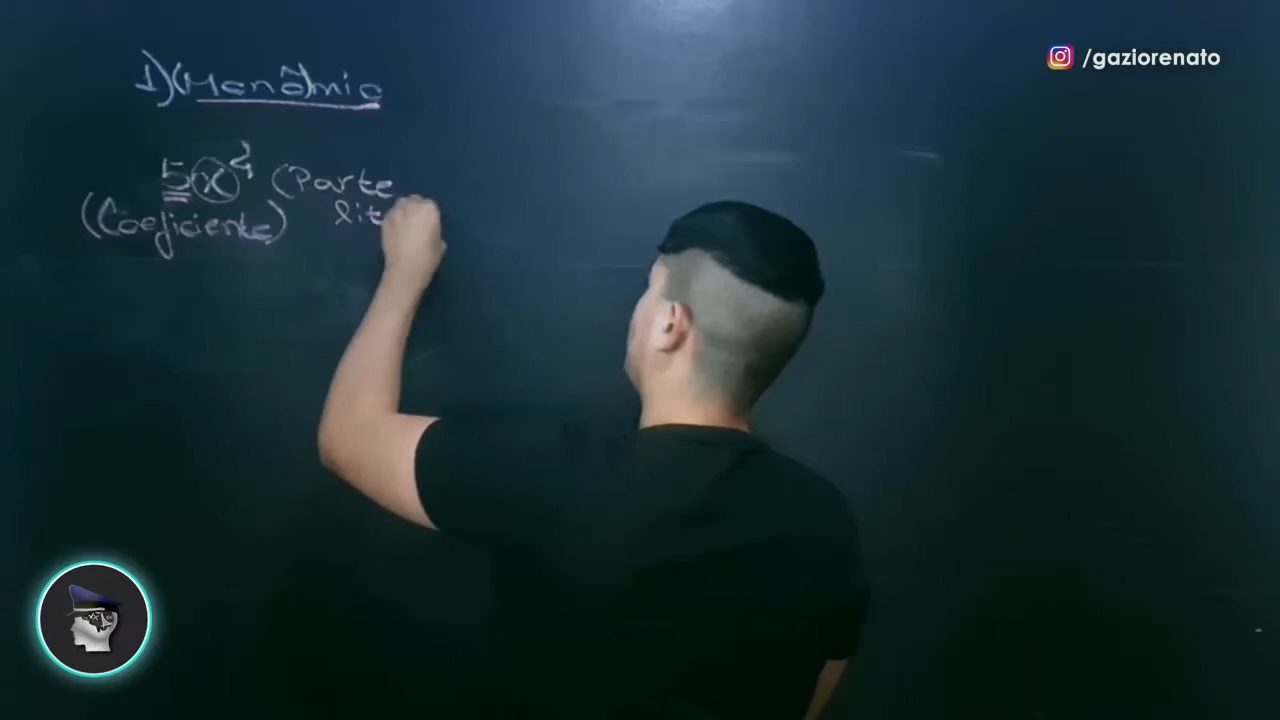 /gaziorenato
1) Monômio
5x²
(Parte
(Coeficiente)
lit